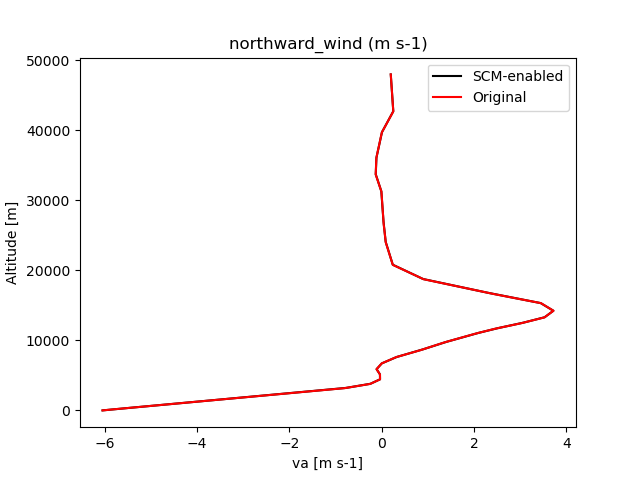 northward_wind (m s-1)
SCM-enabled
Original
50000
40000
30000
20000
10000
0
Altitude [m]
−6
−4
−2
0
2
4
va [m s-1]